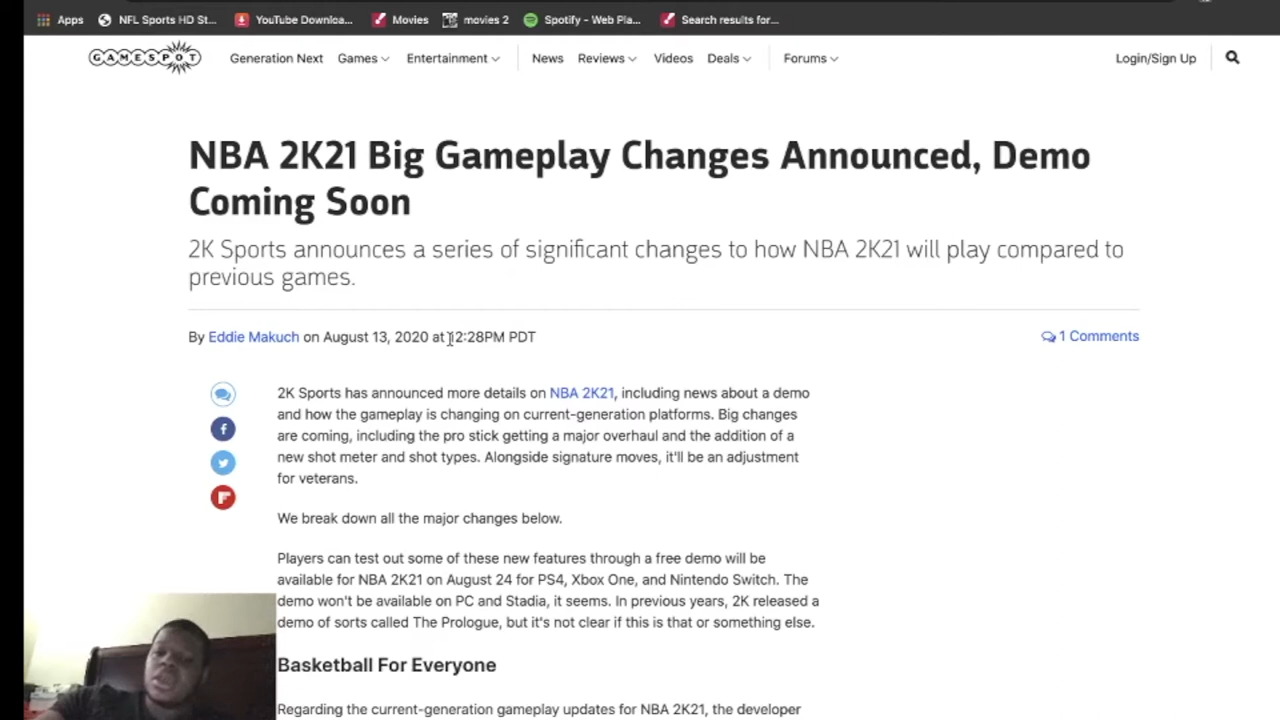 Apps NFL Sports HD St... YouTube Downloa... Movies movies 2 Spotify - Web Pla... Search results for...
GAMESPOT Generation Next Games Entertainment News Reviews Videos Deals Forums Login/Sign Up
NBA 2K21 Big Gameplay Changes Announced, Demo
Coming Soon
2K Sports announces a series of significant changes to how NBA 2K21 will play compared to
previous games.
By Eddie Makuch on August 13, 2020 at 12:28PM PDT 1 Comments
2K Sports has announced more details on NBA 2K21, including news about a demo
and how the gameplay is changing on current-generation platforms. Big changes
are coming, including the pro stick getting a major overhaul and the addition of a
new shot meter and shot types. Alongside signature moves, it'll be an adjustment
for veterans.
We break down all the major changes below.
Players can test out some of these new features through a free demo will be
available for NBA 2K21 on August 24 for PS4, Xbox One, and Nintendo Switch. The
demo won't be available on PC and Stadia, it seems. In previous years, 2K released a
demo of sorts called The Prologue, but it's not clear if this is that or something else.
Basketball For Everyone
Regarding the current-generation gameplay updates for NBA 2K21, the developer